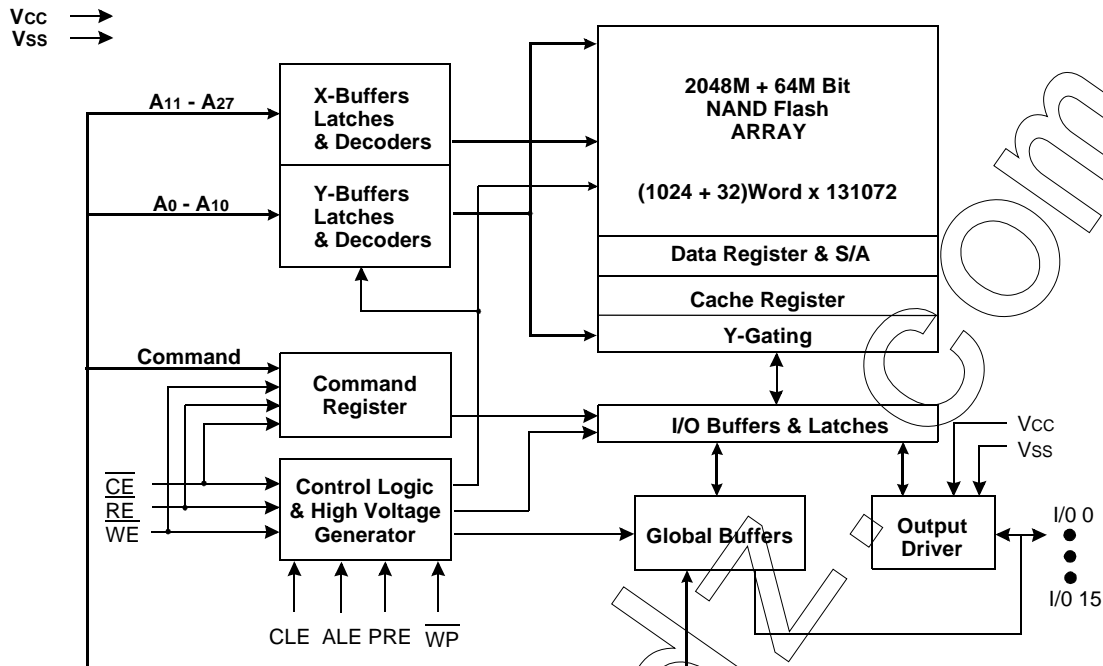 VCC
VSS
A11 - A27
X-Buffers
Latches
& Decoders
A0 - A10
Y-Buffers
Latches
& Decoders
2048M + 64M Bit
NAND Flash
ARRAY
(1024 + 32)Word x 131072
Data Register & S/A
Cache Register
Y-Gating
Command
Command
Register
I/O Buffers & Latches
VCC
VSS
CE
RE
WE
Control Logic
& High Voltage
Generator
Global Buffers
Output
Driver
I/0 0
I/0 15
CLE ALE PRE WP
.com